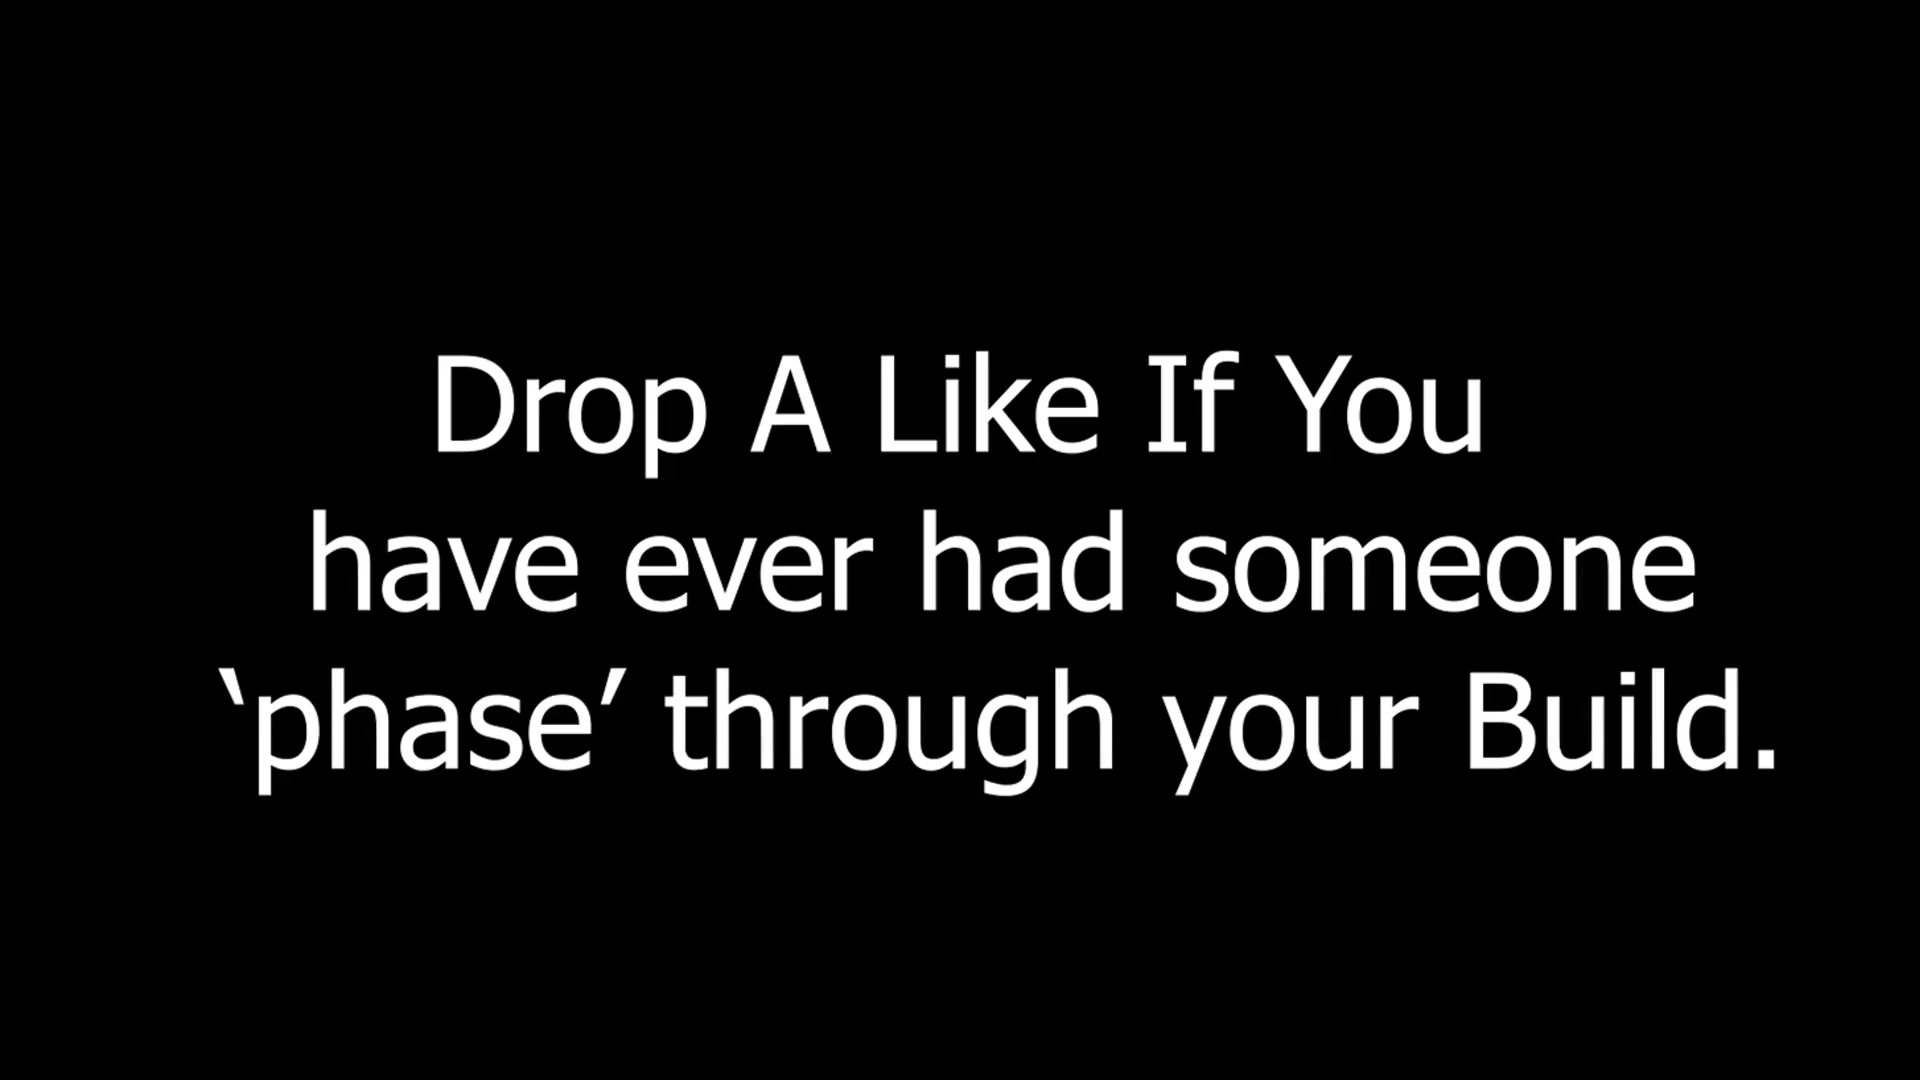 Drop A Like If You
have ever had someone
‘phase’ through your Build.